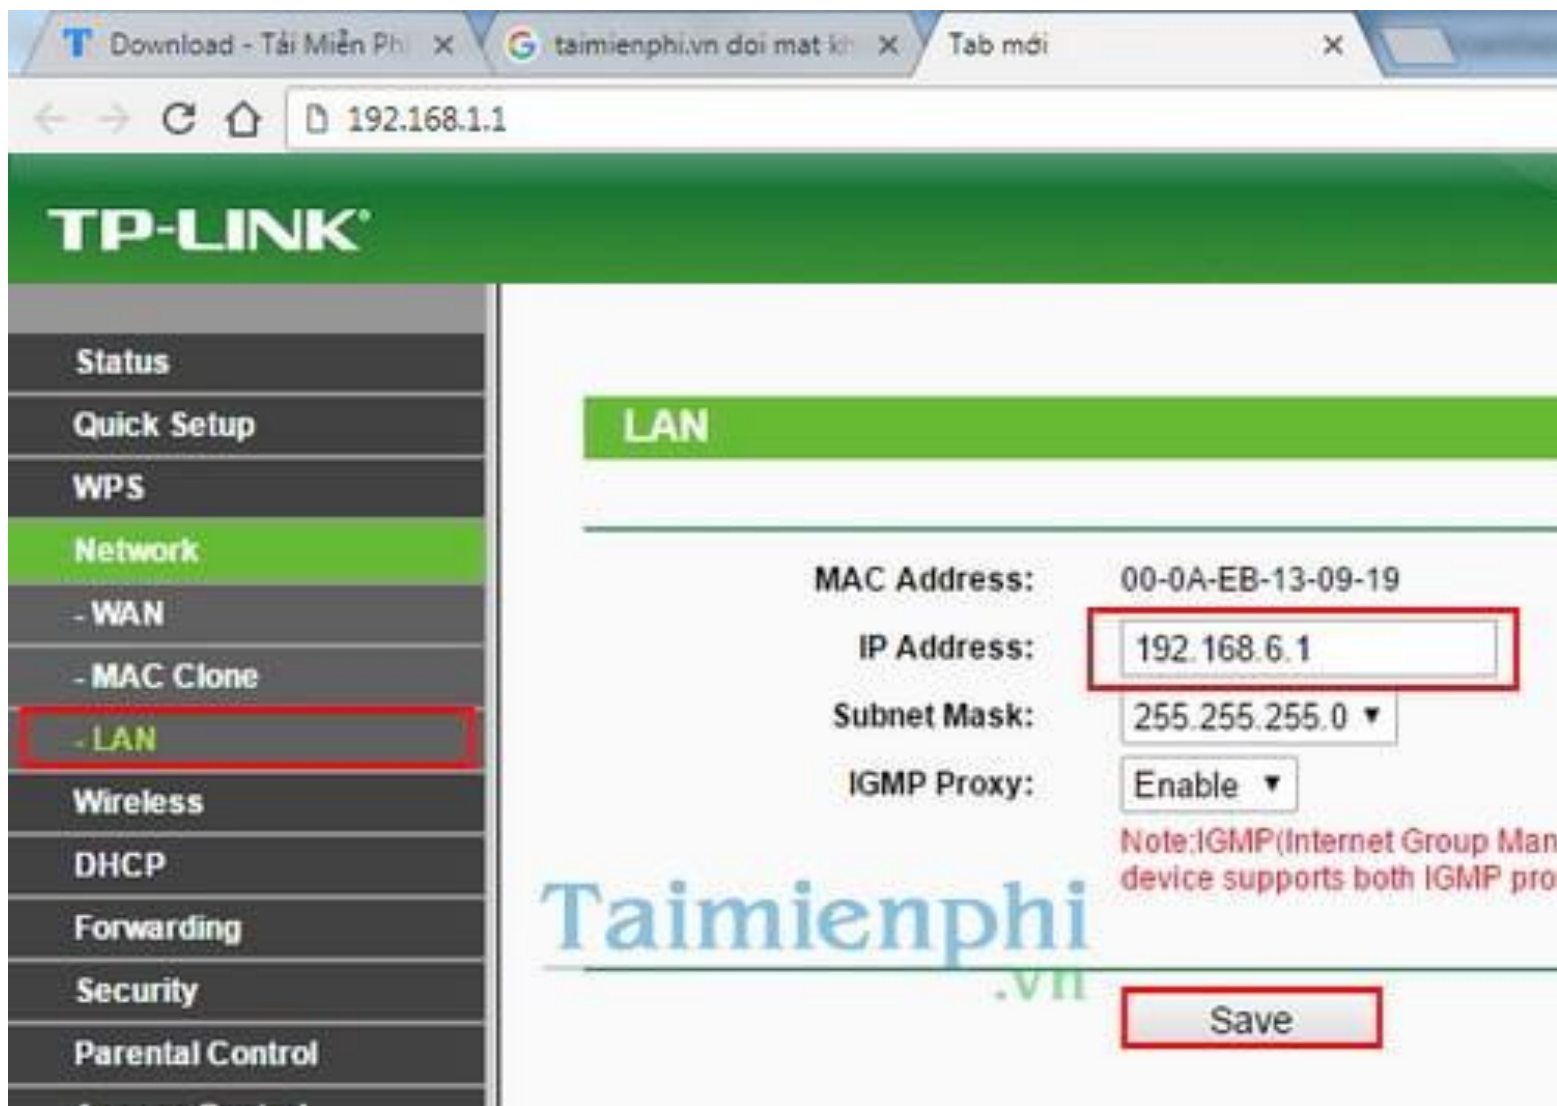 Download - Tải Miễn Ph
taimienphi.vn doi mat kh
Tab mới
192.168.1.1
TP-LINK
Status
Quick Setup
WPS
Network
- WAN
- MAC Clone
- LAN
Wireless
DHCP
Forwarding
Security
Parental Control
LAN
MAC Address: 00-0A-EB-13-09-19
IP Address: 192.168.6.1
Subnet Mask: 255.255.255.0
IGMP Proxy: Enable
Note:IGMP(Internet Group Man
device supports both IGMP pro
Taimienphi
.vn
Save